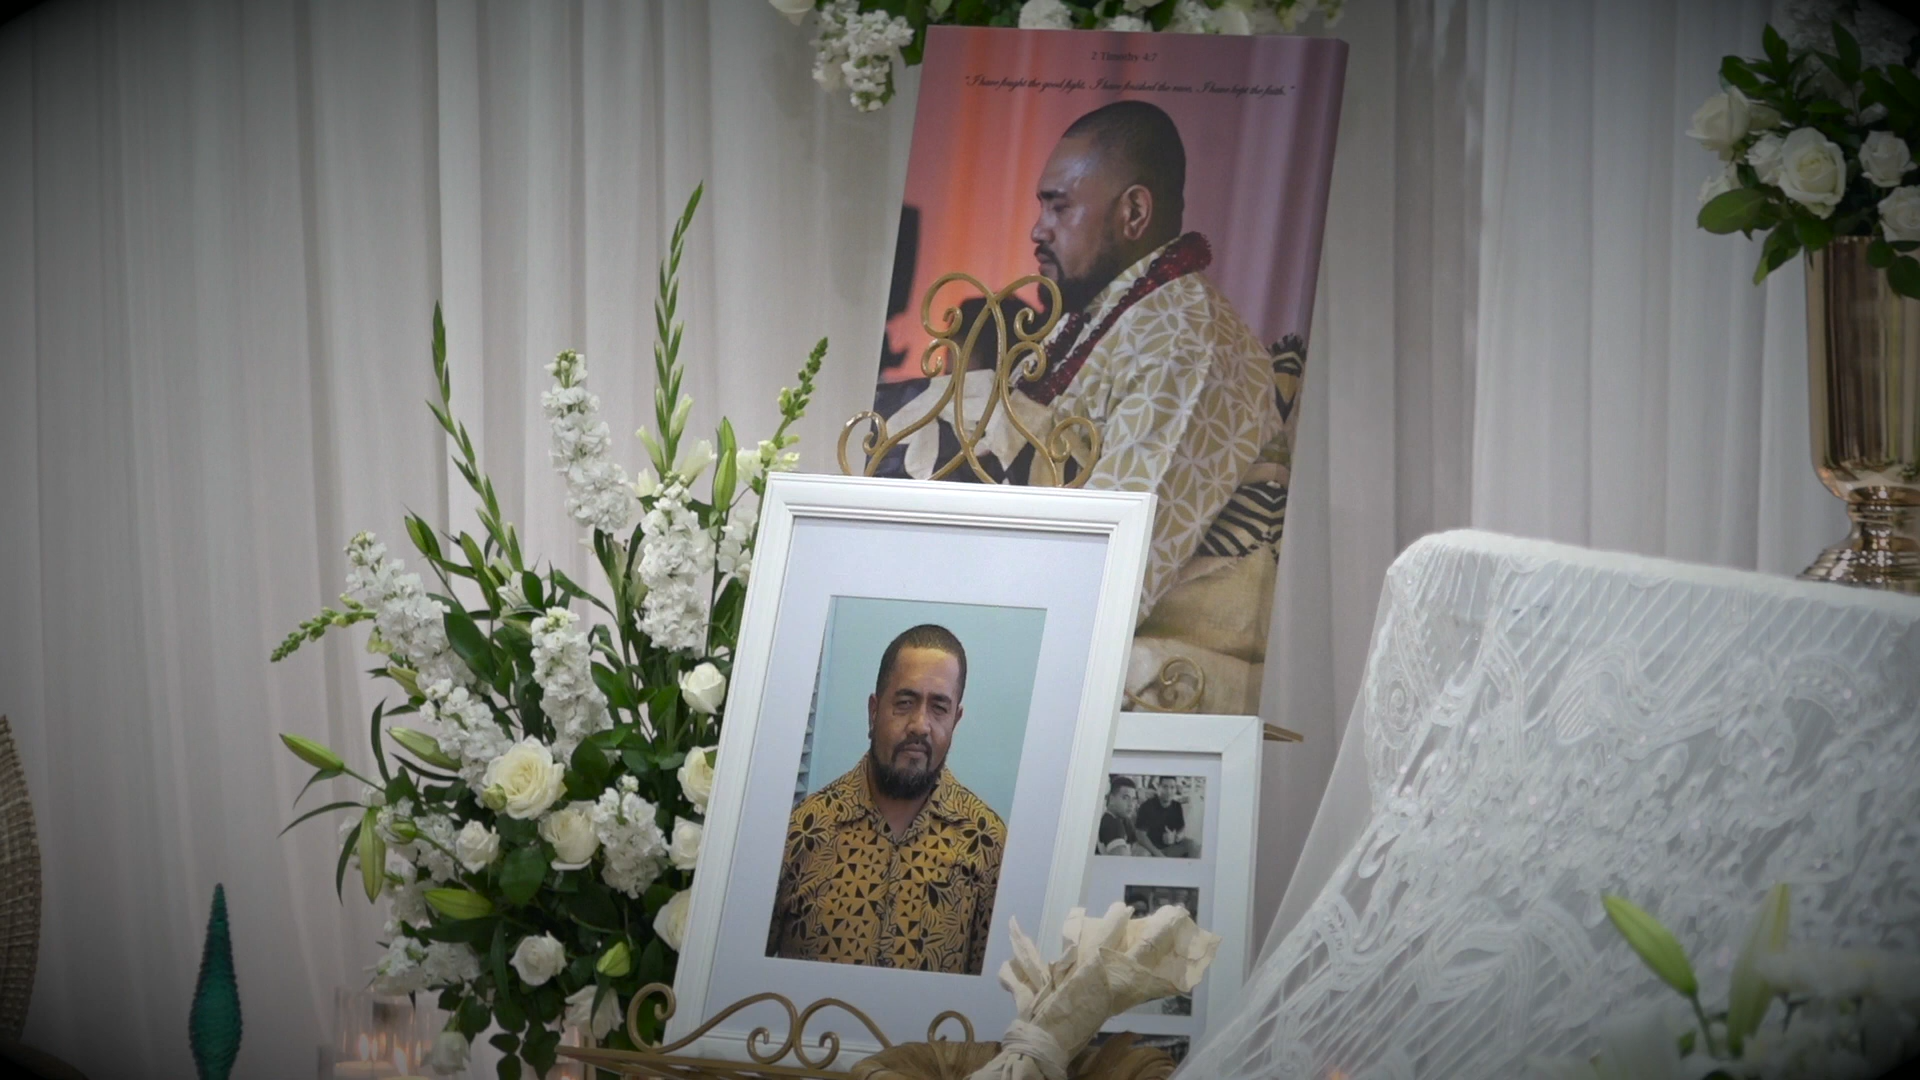 2 Timothy 4:7
"I have fought the good fight, I have finished the race, I have kept the faith."